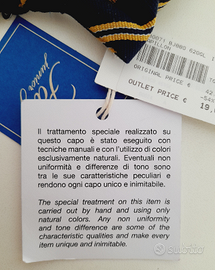 ORIGINAL PRICE €
OUTLET PRICE €
Il trattamento speciale realizzato su
questo capo è stato eseguito con
tecniche manuali e con l'utilizzo di colori
esclusivamente naturali. Eventuali non
uniformità e differenze di tono sono
tra le sue caratteristiche peculiari e
rendono ogni capo unico e inimitabile.
The special treatment on this item is
carried out by hand and using only
natural colors. Any non uniformity
and tone difference are some of the
characteristic qualities and make every
item unique and inimitable.
Subito.it